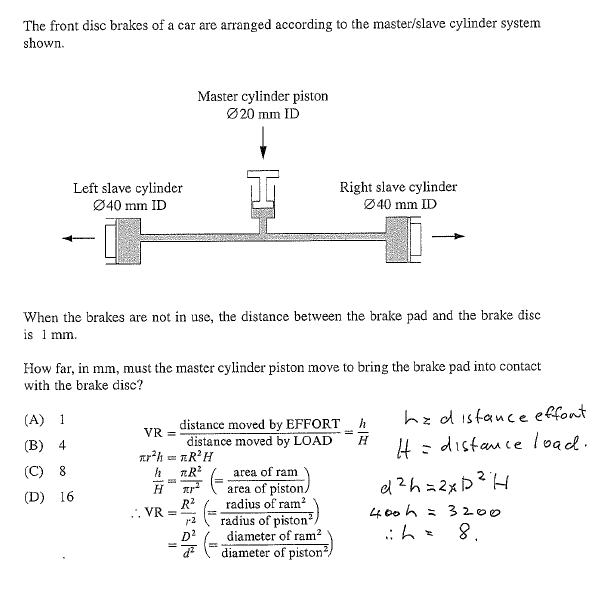 The front disc brakes of a car are arranged according to the master/slave cylinder system
shown.
Master cylinder piston
Ø20 mm ID
Left slave cylinder
Ø40 mm ID
Right slave cylinder
Ø40 mm ID
When the brakes are not in use, the distance between the brake pad and the brake disc
is 1 mm.
How far, in mm, must the master cylinder piston move to bring the brake pad into contact
with the brake disc?
(A) 1
(B) 4
(C) 8
(D) 16
VR = distance moved by EFFORT / distance moved by LOAD = h / H
πr²h = πR²H
h / H = πR² / πr² (= area of ram / area of piston)
∴ VR = R² / r2 (= radius of ram² / radius of piston²)
= D² / d² (= diameter of ram² / diameter of piston²)
h = distance effort
H = distance load.
d²h = 2xD²H
400h = 3200
∴ h = 8.